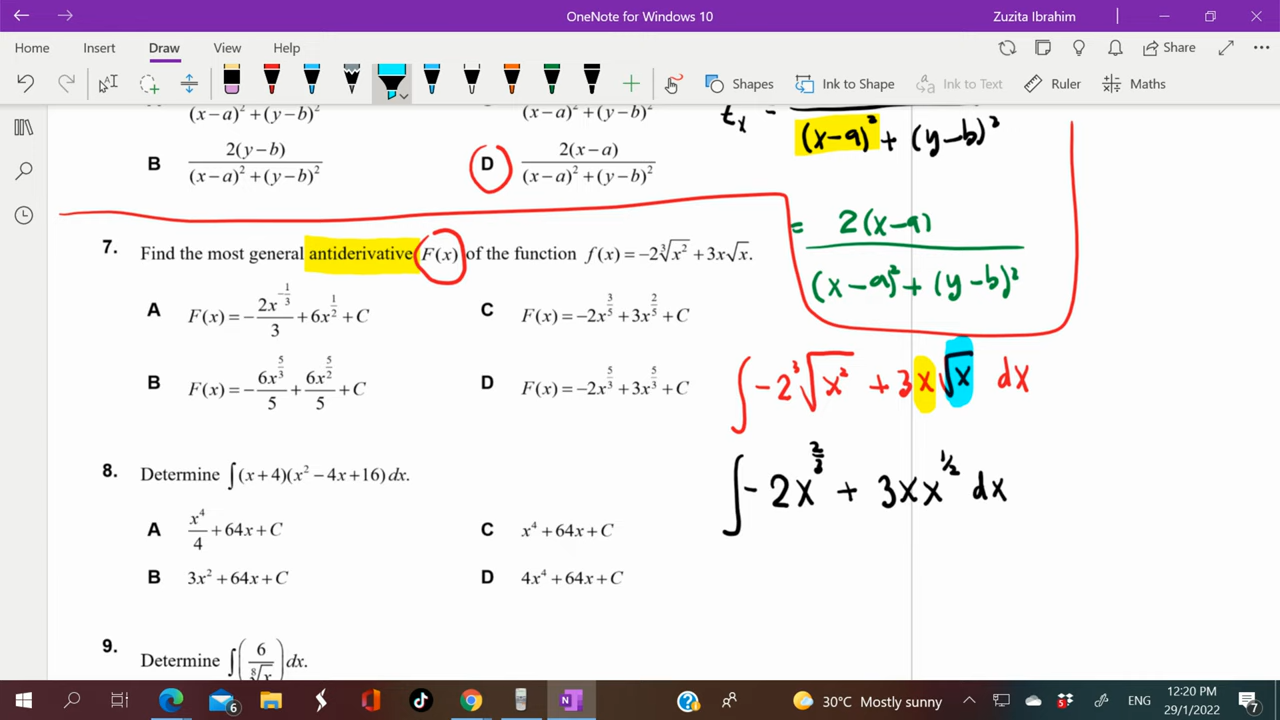 OneNote for Windows 10
Zuzita Ibrahim
Home Insert Draw View Help
Share
Shapes
Ink to Shape
Ink to Text
Ruler
Maths
(x−a)²+(y−b)²
(x−a)²+(y−b)²
B 2(y−b) / (x−a)²+(y−b)²
D 2(x−a) / (x−a)²+(y−b)²
(x−a)² + (y−b)²
= 2(x−a) / (x−a)² + (y−b)²
7. Find the most general antiderivative F(x) of the function f(x) = −2∛x² + 3x√x.
A F(x) = −2x^(−1/3)/3 + 6x^(1/2) + C
C F(x) = −2x^(3/5) + 3x^(2/5) + C
B F(x) = −6x^(5/3)/5 + 6x^(5/2)/5 + C
D F(x) = −2x^(5/3) + 3x^(5/3) + C
∫ −2∛x² + 3x√x dx
∫ −2x^(2/3) + 3xx^(1/2) dx
8. Determine ∫(x+4)(x²−4x+16)dx.
A x⁴/4 + 64x + C
C x⁴ + 64x + C
B 3x² + 64x + C
D 4x⁴ + 64x + C
9. Determine ∫(6/⁸√x)dx.
6
30°C Mostly sunny
5
ENG
12:20 PM
29/1/2022
7